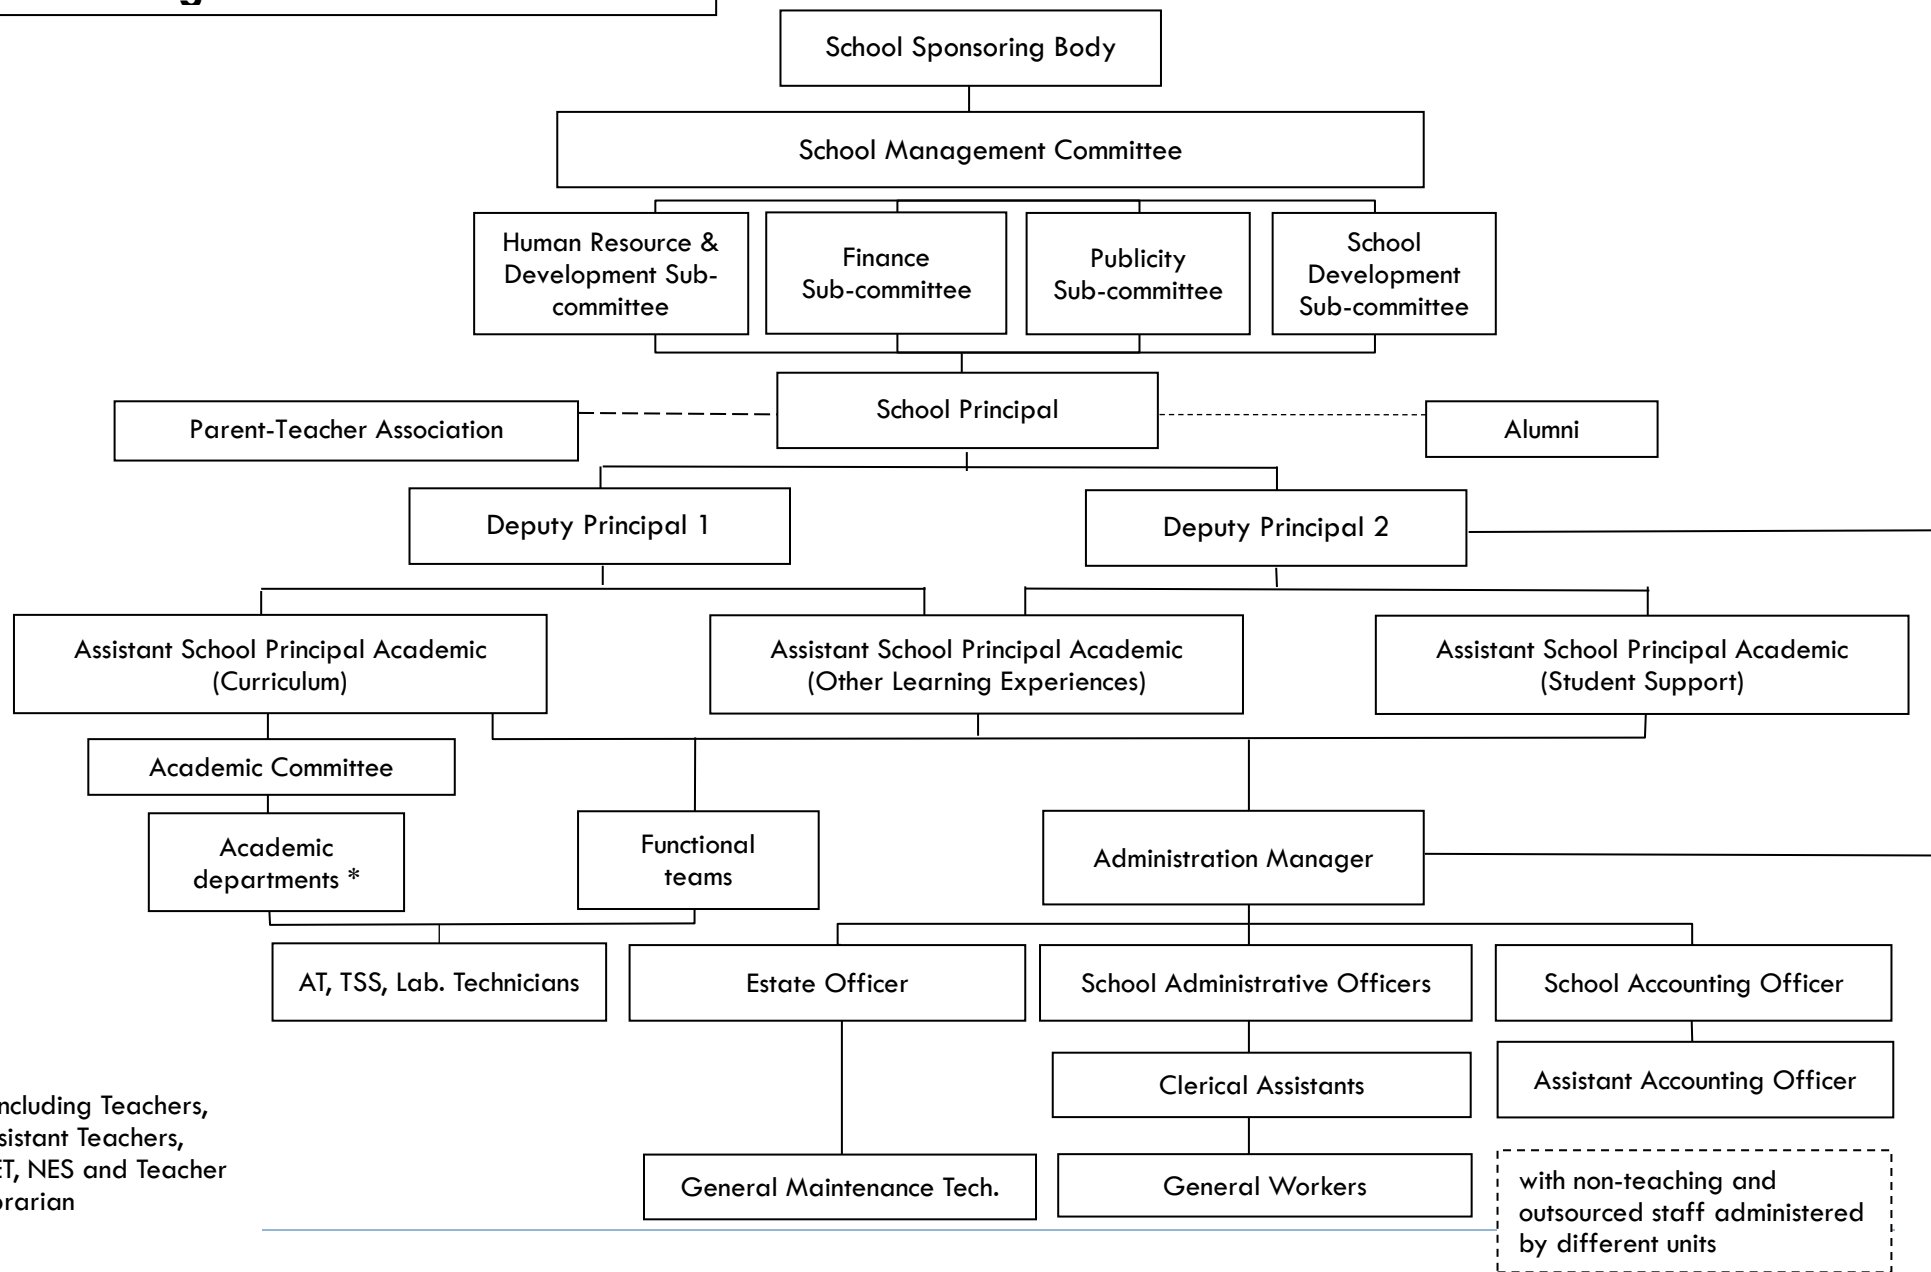 School Sponsoring Body
School Management Committee
Human Resource &
Development Sub-
committee
Finance
Sub-committee
Publicity
Sub-committee
School
Development
Sub-committee
School Principal
Parent-Teacher Association
Alumni
Deputy Principal 1
Deputy Principal 2
Assistant School Principal Academic
(Curriculum)
Assistant School Principal Academic
(Other Learning Experiences)
Assistant School Principal Academic
(Student Support)
Academic Committee
Academic
departments *
Functional
teams
Administration Manager
AT, TSS, Lab. Technicians
Estate Officer
School Administrative Officers
School Accounting Officer
Clerical Assistants
Assistant Accounting Officer
General Maintenance Tech.
General Workers
ncluding Teachers,
sistant Teachers,
ET, NES and Teacher
brarian
with non-teaching and
outsourced staff administered
by different units